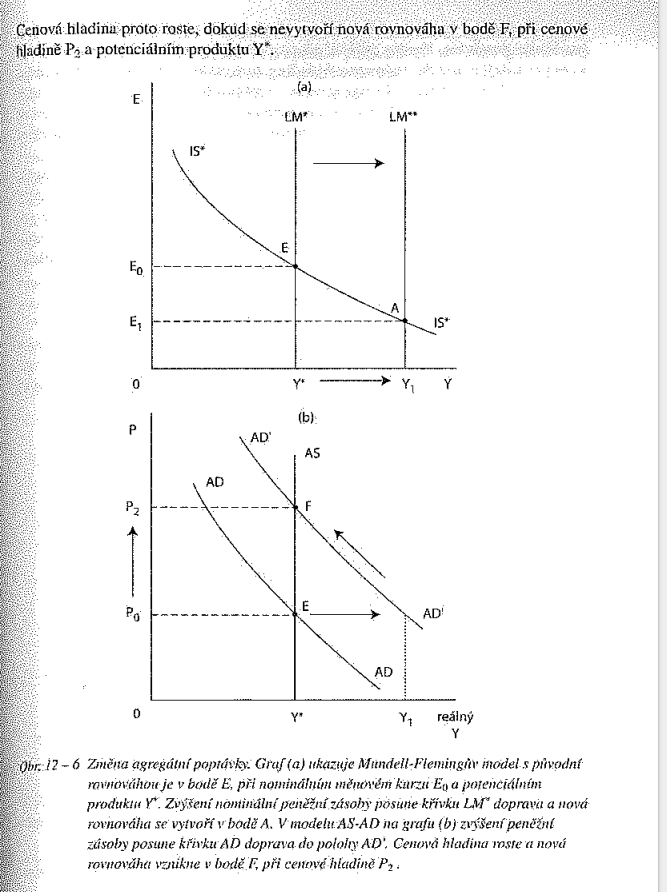 Cenová hladina proto roste, dokud se nevytvoří nová rovnováha v bodě F, při cenové
hladině P₂ a potenciálním produktu Y*.
(a)
E
LM*
LM**
IS*
E
E₀
A
E₁
IS*
0
Y*
Y₁
Y
(b)
P
AD'
AS
AD
P₂
F
P₀
E
AD'
AD
0
Y*
Y₁
reálný
Y
Obr. 12 – 6 Změna agregátní poptávky. Graf (a) ukazuje Mundell-Flemingův model s původní
rovnováhou je v bodě E, při nominálním měnovém kurzu E₀ a potenciálním
produktu Y*. Zvýšení nominální peněžní zásoby posune křivku LM* doprava a nová
rovnováha se vytvoří v bodě A. V modelu AS-AD na grafu (b) zvýšení peněžní
zásoby posune křivku AD doprava do polohy AD'. Cenová hladina roste a nová
rovnováha vznikne v bodě F, při cenové hladině P₂ .